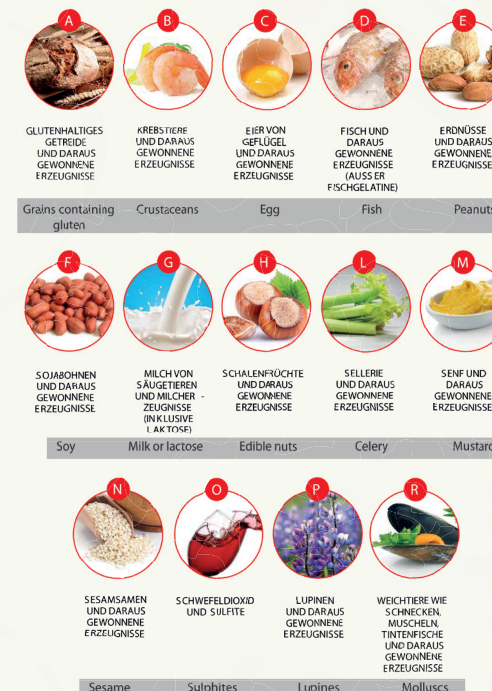 A B C D E
GLUTENHALTIGES GETREIDE UND DARAUS GEWONNENE ERZEUGNISSE
KREBSTIERE UND DARAUS GEWONNENE ERZEUGNISSE
EIER VON GEFLÜGEL UND DARAUS GEWONNENE ERZEUGNISSE
FISCH UND DARAUS GEWONNENE ERZEUGNISSE (AUSSER FISCHGELATINE)
ERDNÜSSE UND DARAUS GEWONNENE ERZEUGNISSE
Grains containing gluten
Crustaceans
Egg
Fish
Peanuts
F G H L M
SOJABOHNEN UND DARAUS GEWONNENE ERZEUGNISSE
MILCH VON SÄUGETIEREN UND MILCHER - ZEUGNISSE (INKLUSIVE LAKTOSE)
SCHALENFRÜCHTE UND DARAUS GEWONNENE ERZEUGNISSE
SELLERIE UND DARAUS GEWONNENE ERZEUGNISSE
SENF UND DARAUS GEWONNENE ERZEUGNISSE
Soy
Milk or lactose
Edible nuts
Celery
Mustard
N O P R
SESAMSAMEN UND DARAUS GEWONNENE ERZEUGNISSE
SCHWEFELDIOXID UND SULFITE
LUPINEN UND DARAUS GEWONNENE ERZEUGNISSE
WEICHTIERE WIE SCHNECKEN, MUSCHELN, TINTENFISCHE UND DARAUS GEWONNENE ERZEUGNISSE
Sesame
Sulphites
Lupines
Molluscs